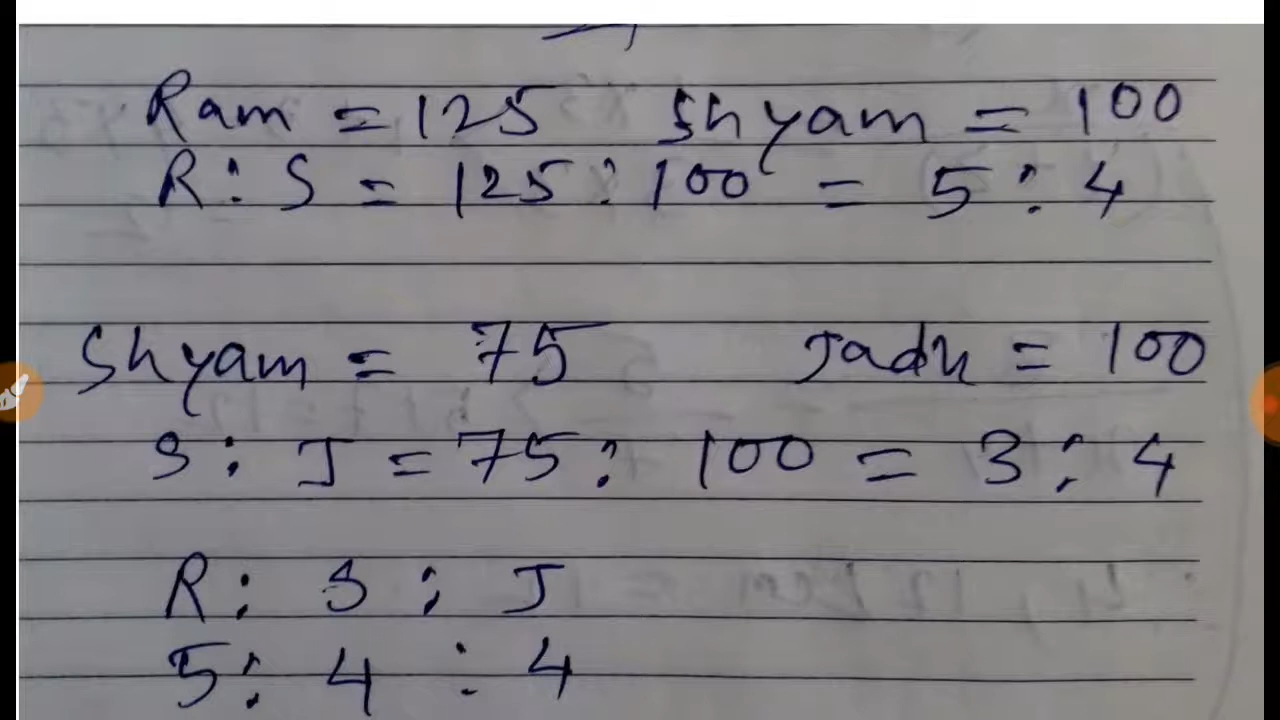 Ram = 125 Shyam = 100
R : S = 125 : 100 = 5 : 4
Shyam = 75 Jadu = 100
S : J = 75 : 100 = 3 : 4
R : S : J
5 : 4 : 4